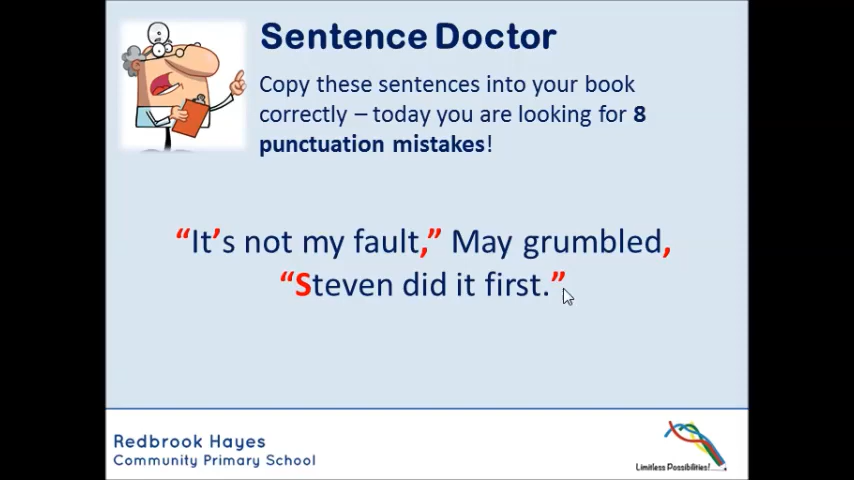 Sentence Doctor
Copy these sentences into your book
correctly – today you are looking for 8
punctuation mistakes!
“It’s not my fault,” May grumbled,
“Steven did it first.”
Redbrook Hayes
Community Primary School
Limitless Possibilities!